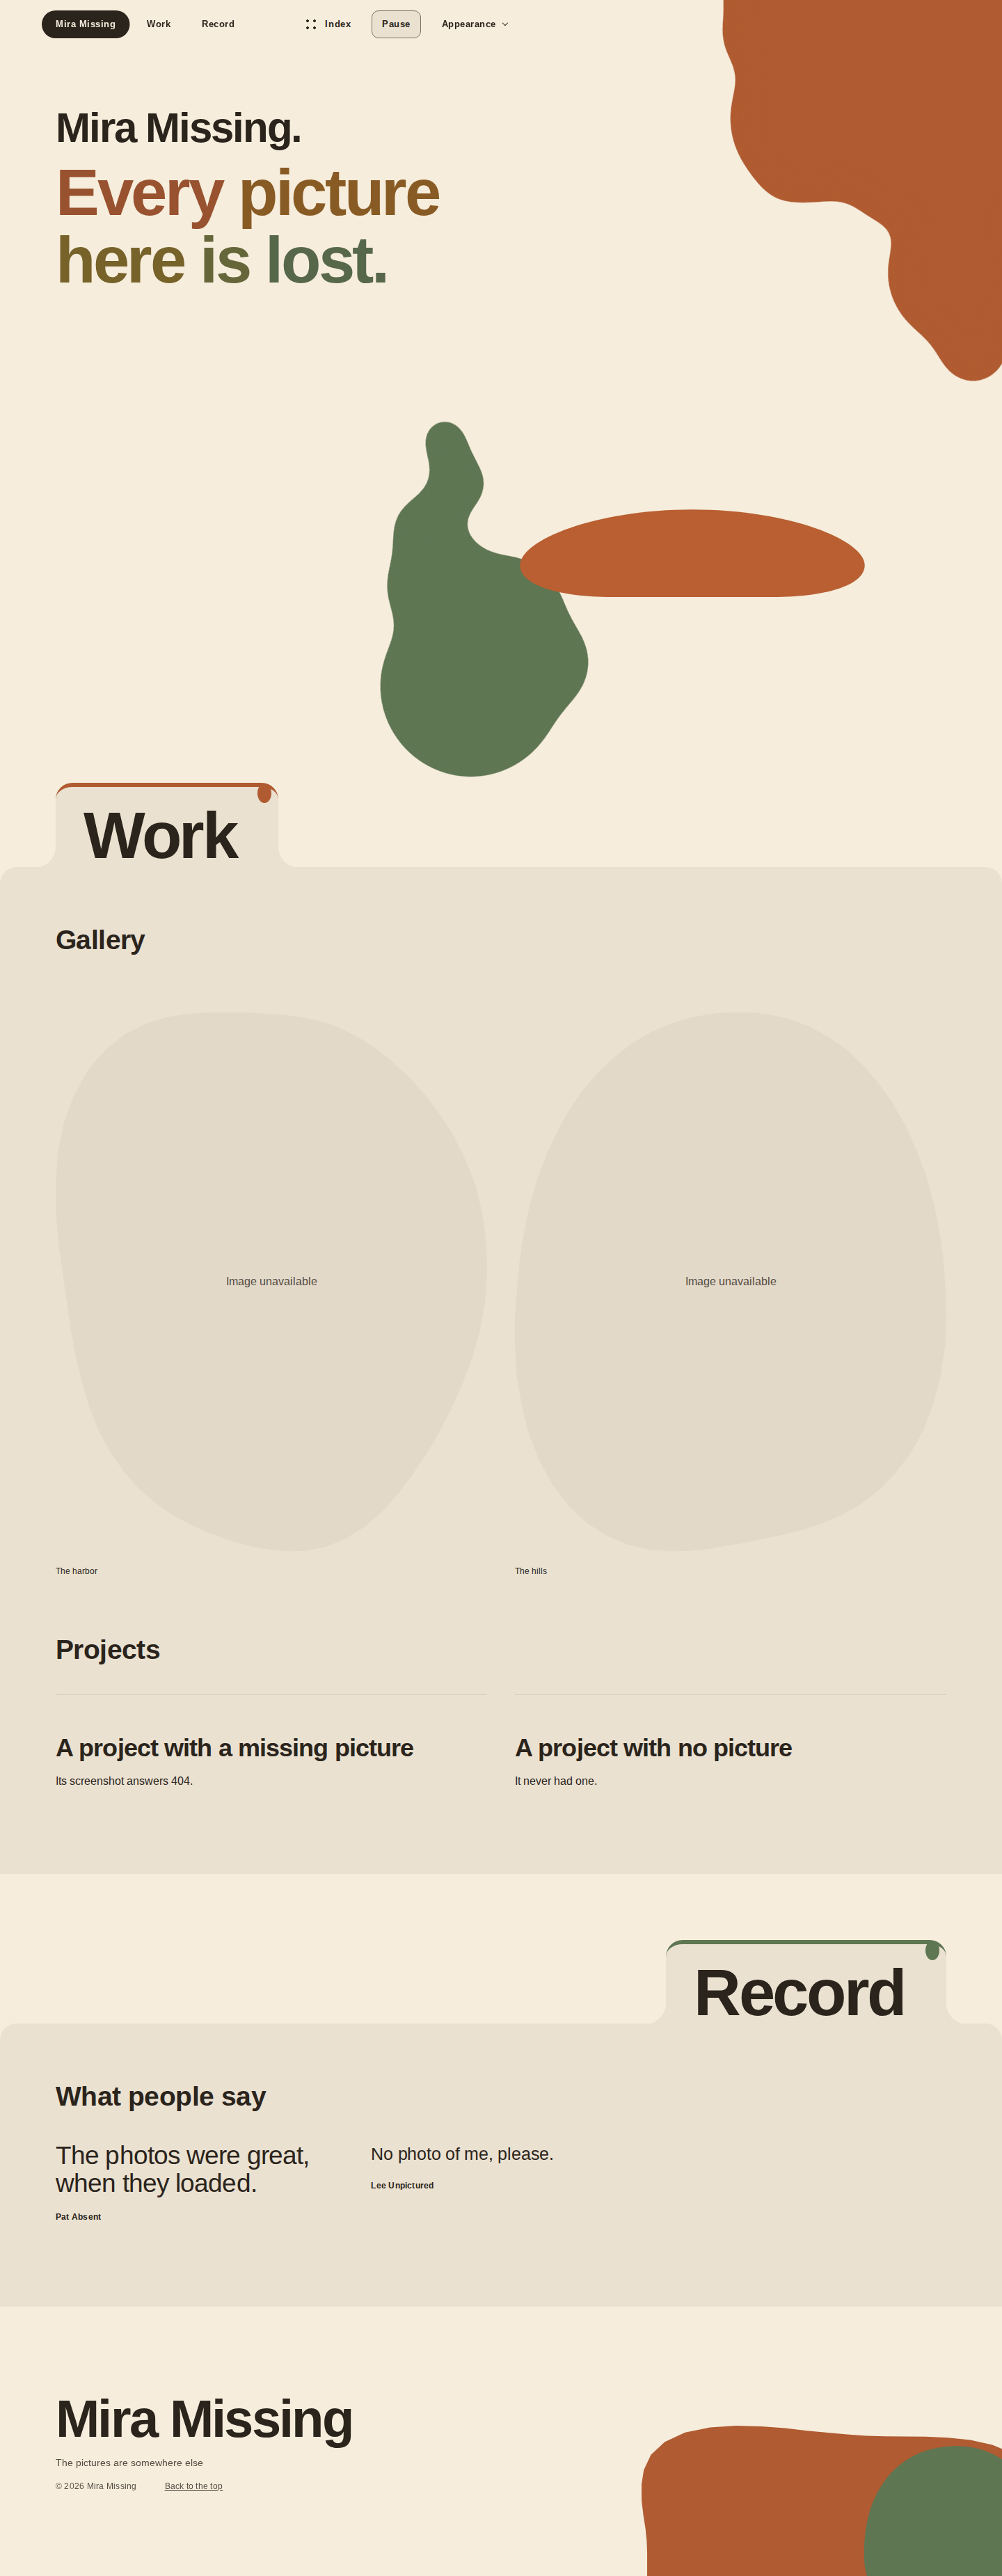 Mira Missing
Work
Record
Index
Pause
Appearance
Mira Missing.
Every picture
here is lost.
Work
Gallery
Image unavailable
Image unavailable
The harbor
The hills
Projects
A project with a missing picture
Its screenshot answers 404.
A project with no picture
It never had one.
Record
What people say
The photos were great,
when they loaded.
Pat Absent
No photo of me, please.
Lee Unpictured
Mira Missing
The pictures are somewhere else
© 2026 Mira Missing
Back to the top